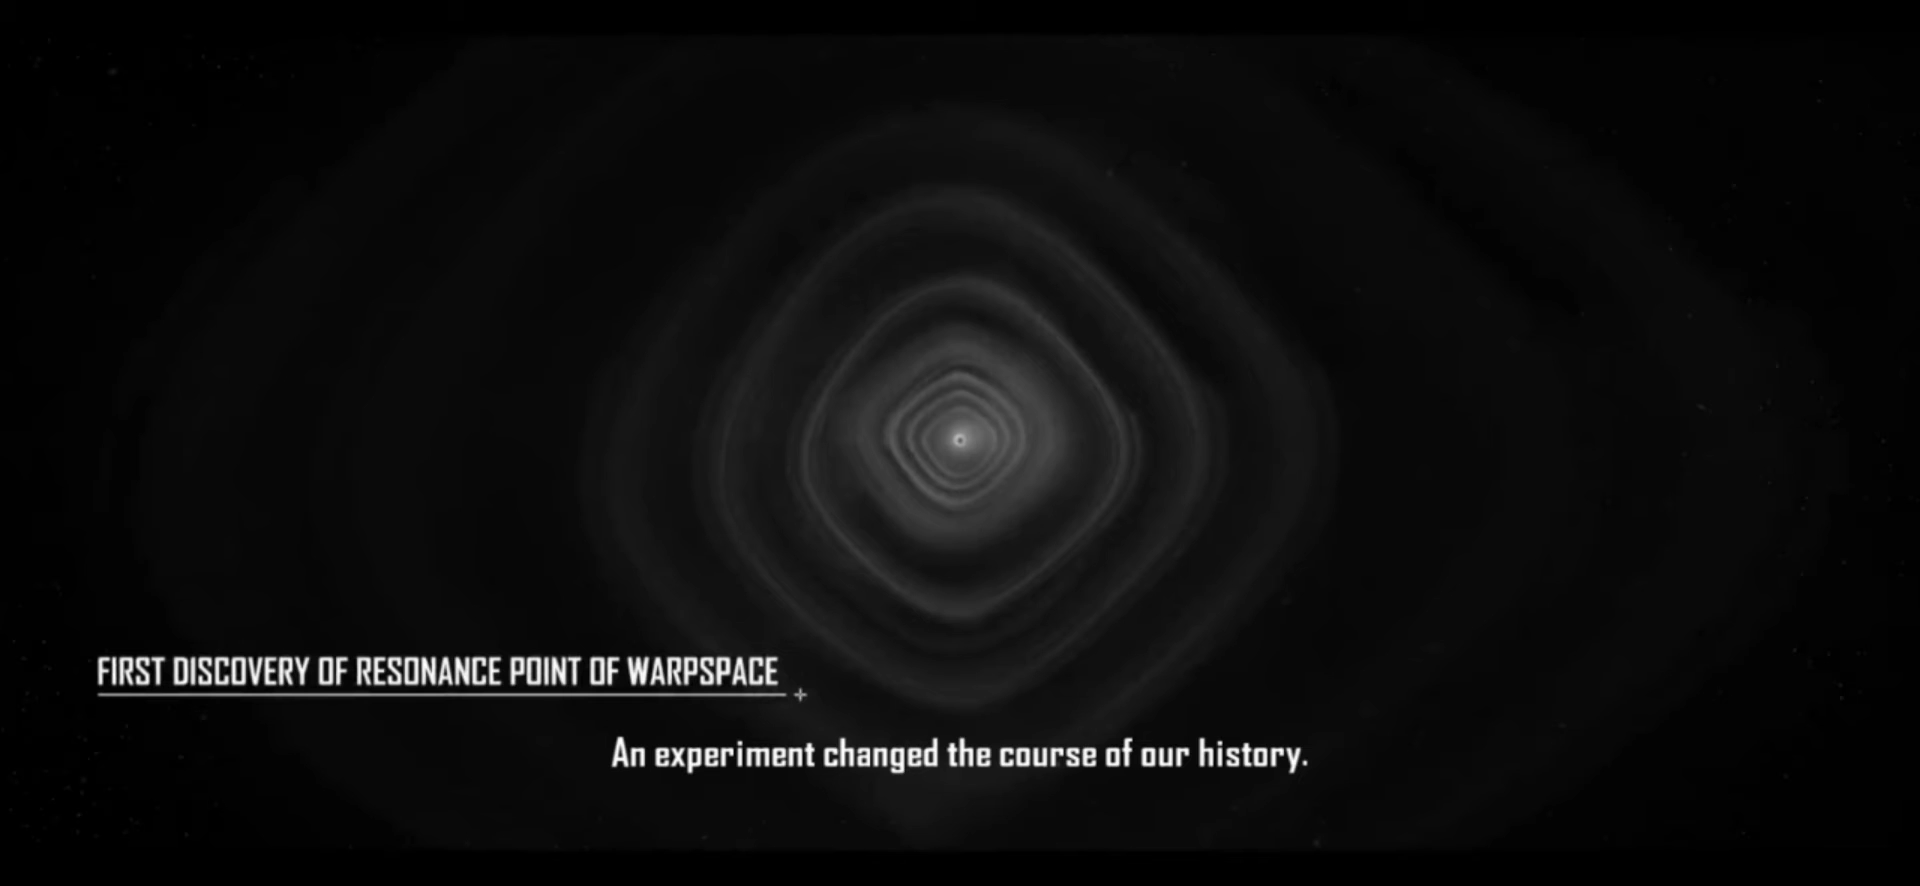 FIRST DISCOVERY OF RESONANCE POINT OF WARPSPACE
An experiment changed the course of our history.